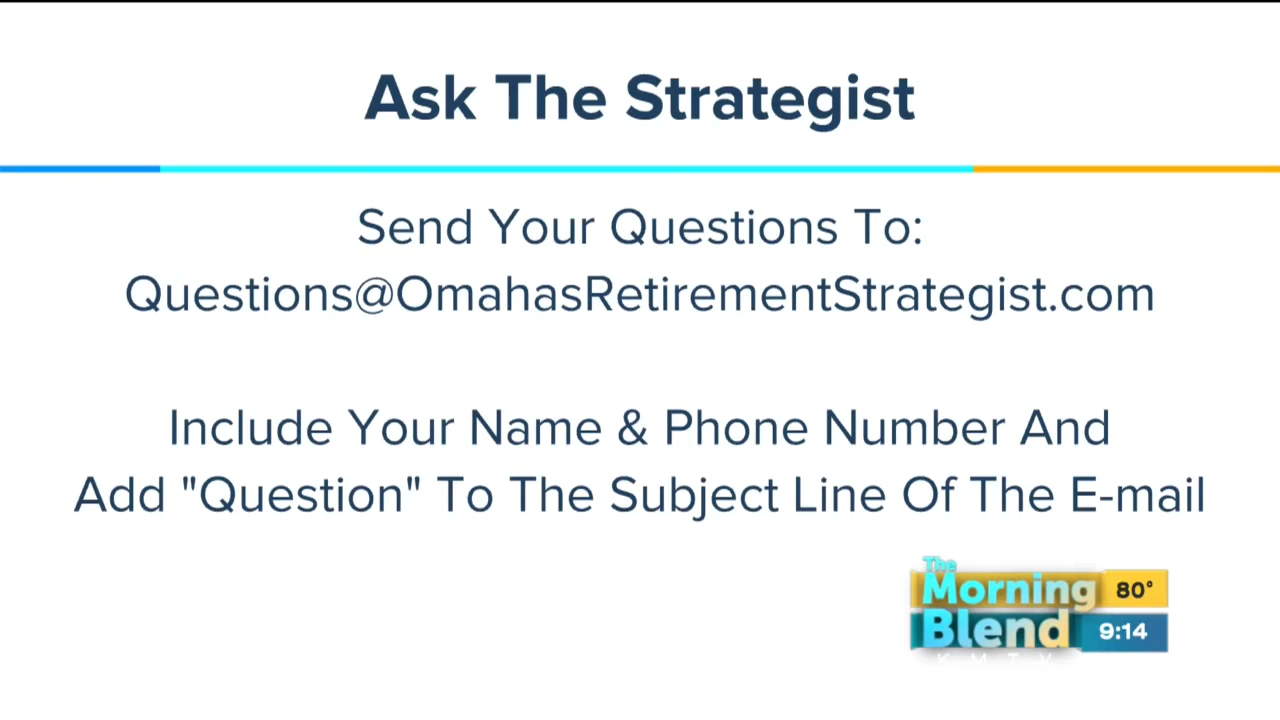 Ask The Strategist
Send Your Questions To:
Questions@OmahasRetirementStrategist.com
Include Your Name & Phone Number And
Add "Question" To The Subject Line Of The E-mail
The
Morning
80°
Blend
9:14
K M T V